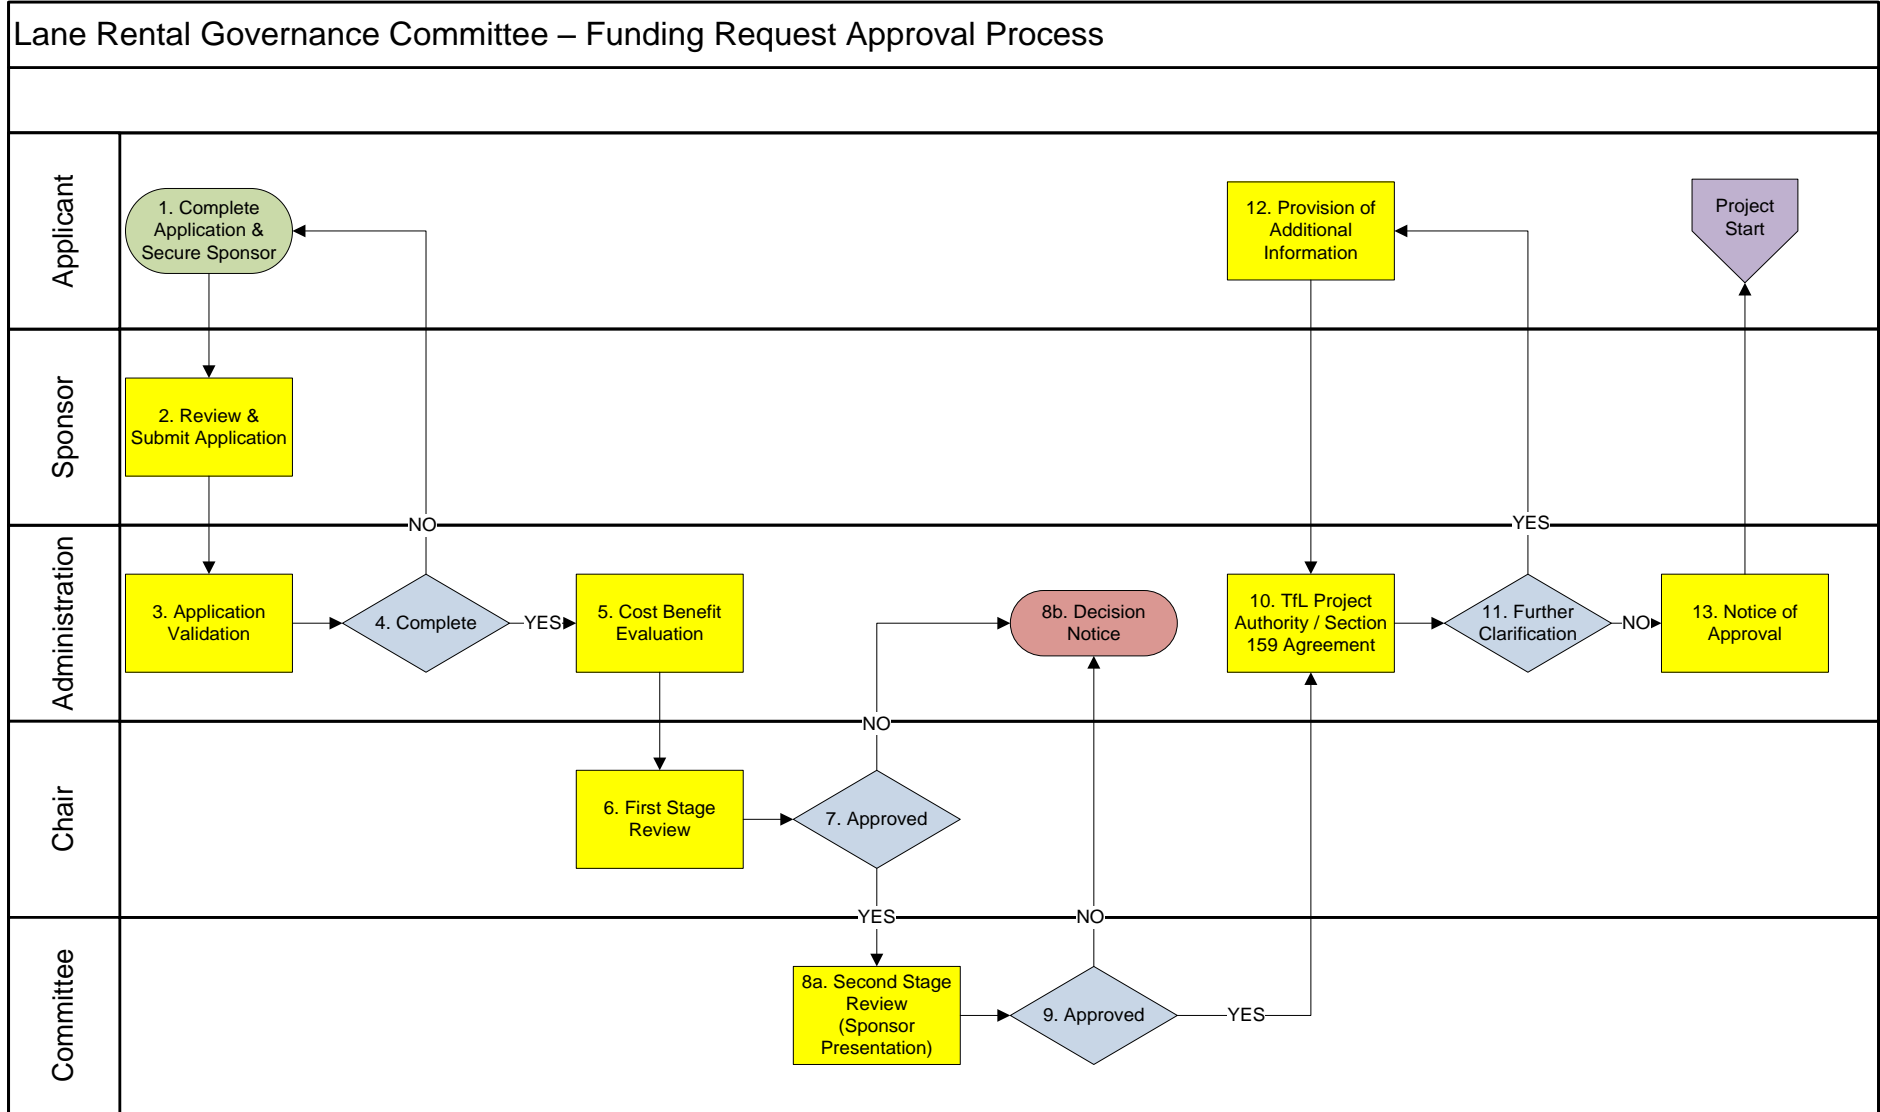 Lane Rental Governance Committee – Funding Request Approval Process
Applicant
1. Complete
Application &
Secure Sponsor
12. Provision of
Additional
Information
Project
Start
Sponsor
2. Review &
Submit Application
NO
YES
Administration
3. Application
Validation
4. Complete
YES
5. Cost Benefit
Evaluation
8b. Decision
Notice
10. TfL Project
Authority / Section
159 Agreement
11. Further
Clarification
NO
13. Notice of
Approval
NO
Chair
6. First Stage
Review
7. Approved
YES
NO
Committee
8a. Second Stage
Review
(Sponsor
Presentation)
9. Approved
YES